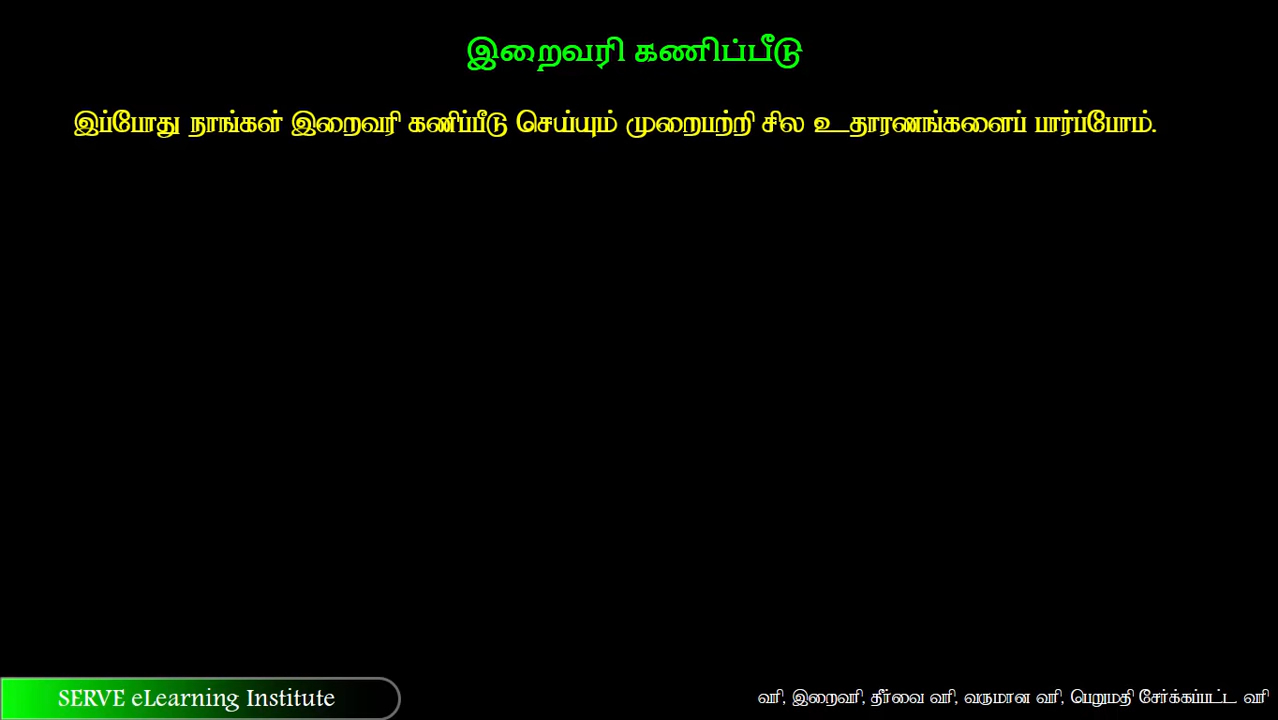 இறைவரி கணிப்பீடு
இப்போது நாங்கள் இறைவரி கணிப்பீடு செய்யும் முறைபற்றி சில உதாரணங்களைப் பார்ப்போம்.
SERVE eLearning Institute
வரி, இறைவரி, தீர்வை வரி, வருமான வரி, பெறுமதி சேர்க்கப்பட்ட வரி